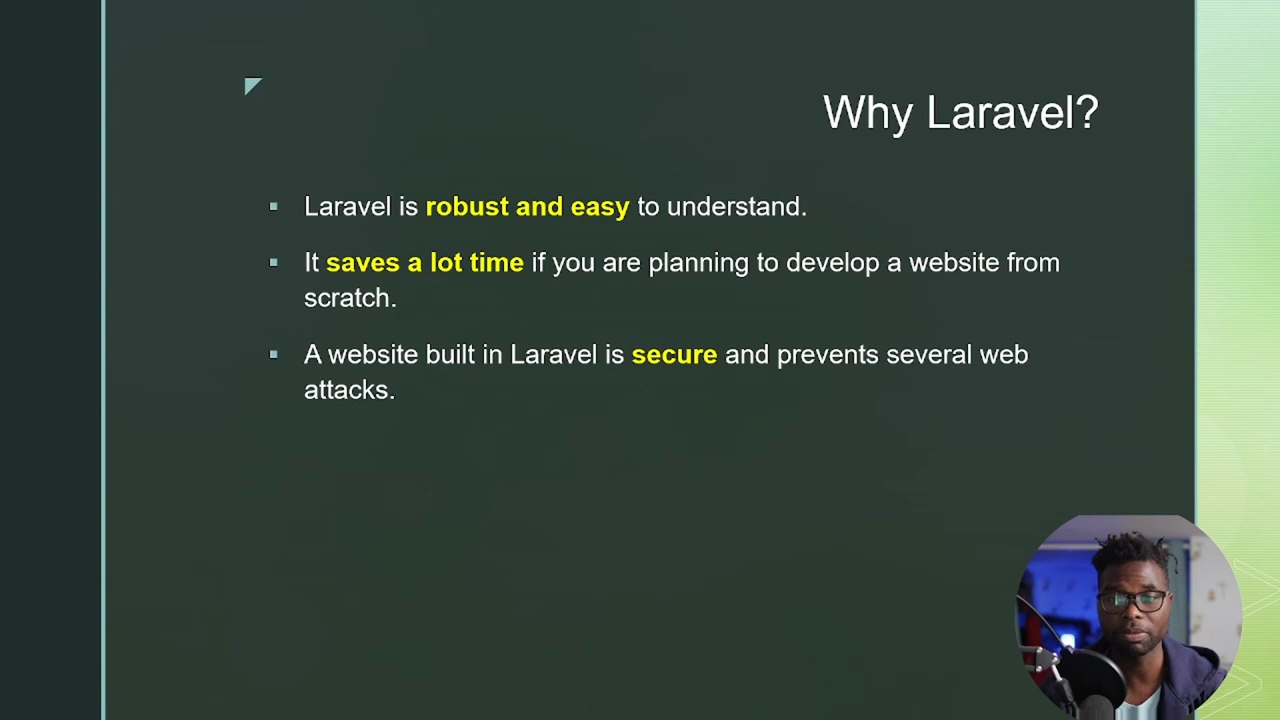 Why Laravel?
Laravel is robust and easy to understand.
It saves a lot time if you are planning to develop a website from
scratch.
A website built in Laravel is secure and prevents several web
attacks.